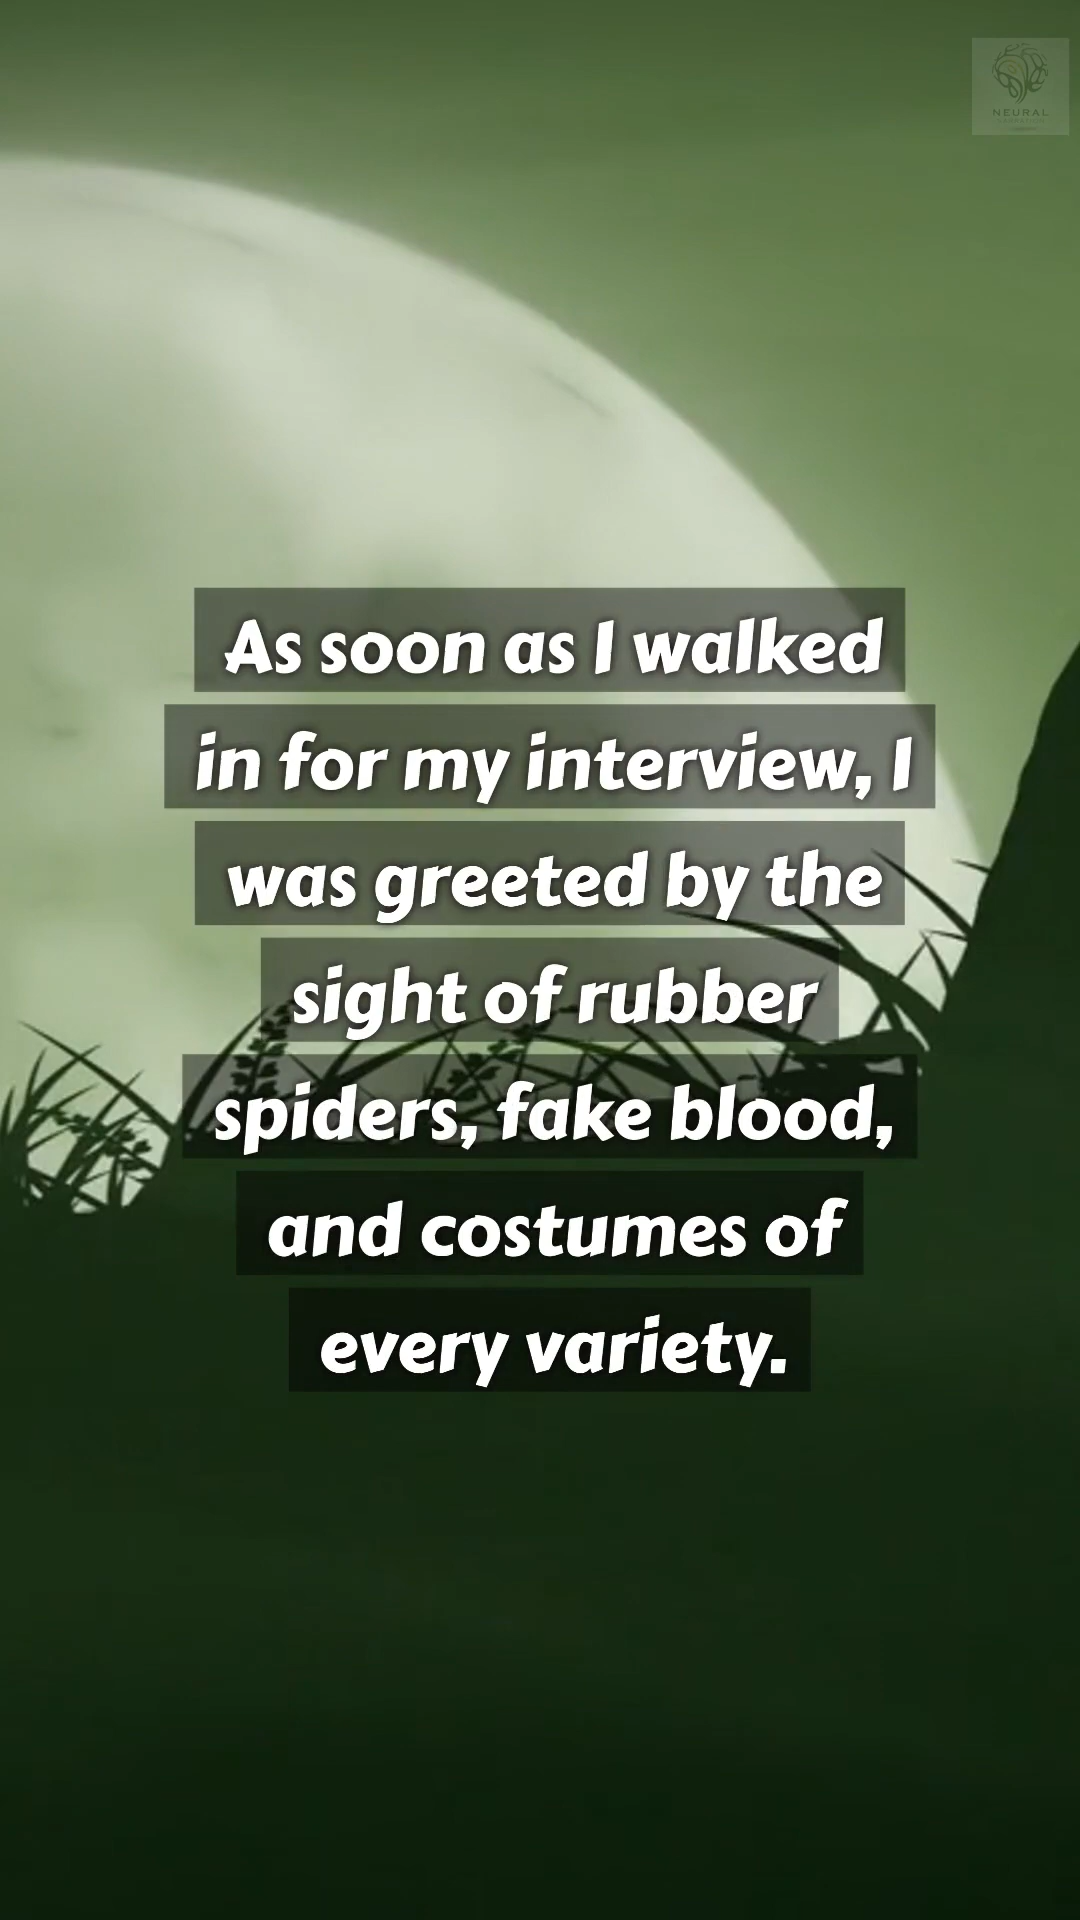 NEURAL
As soon as I walked
in for my interview, I
was greeted by the
sight of rubber
spiders, fake blood,
and costumes of
every variety.